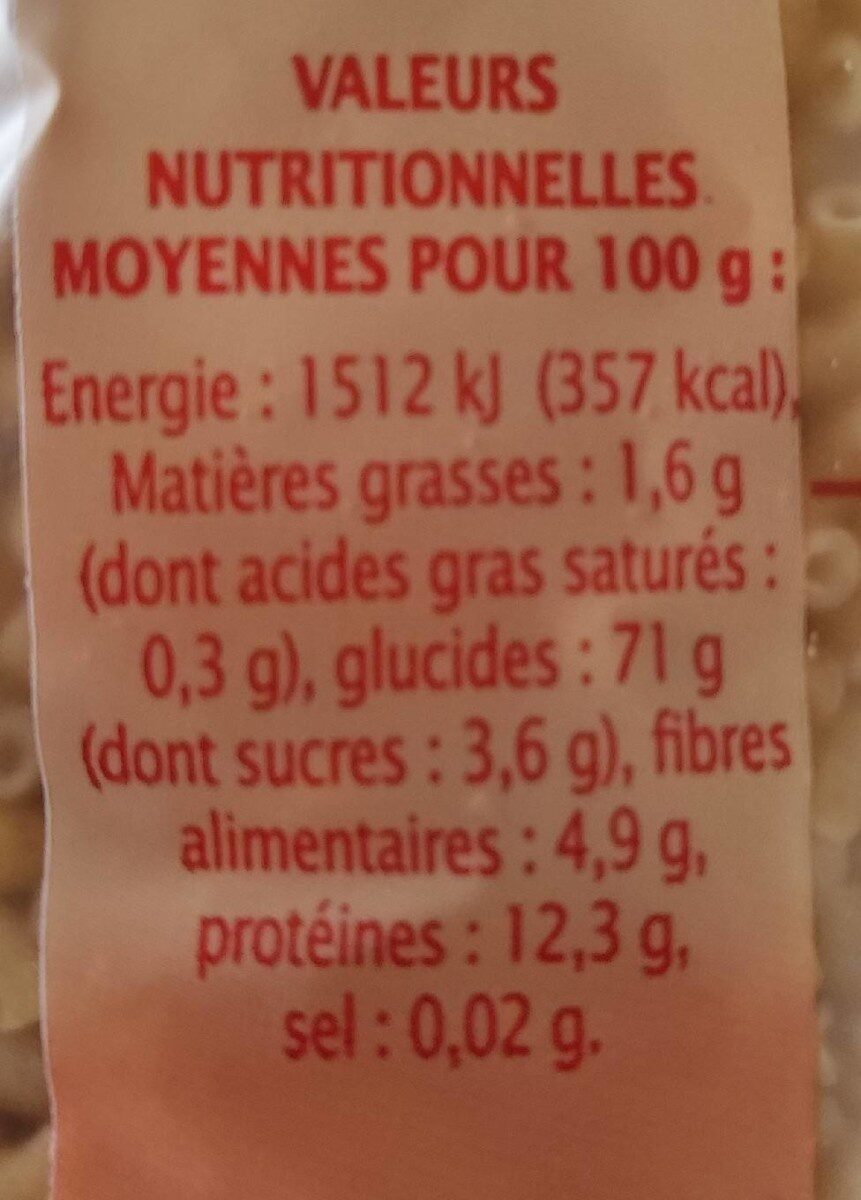 VALEURS
NUTRITIONNELLES
MOYENNES POUR 100 g :
Energie : 1512 kJ (357 kcal),
Matières grasses : 1,6 g
(dont acides gras saturés :
0,3 g), glucides : 71 g
(dont sucres : 3,6 g), fibres
alimentaires : 4,9 g,
protéines : 12,3 g,
sel : 0,02 g.